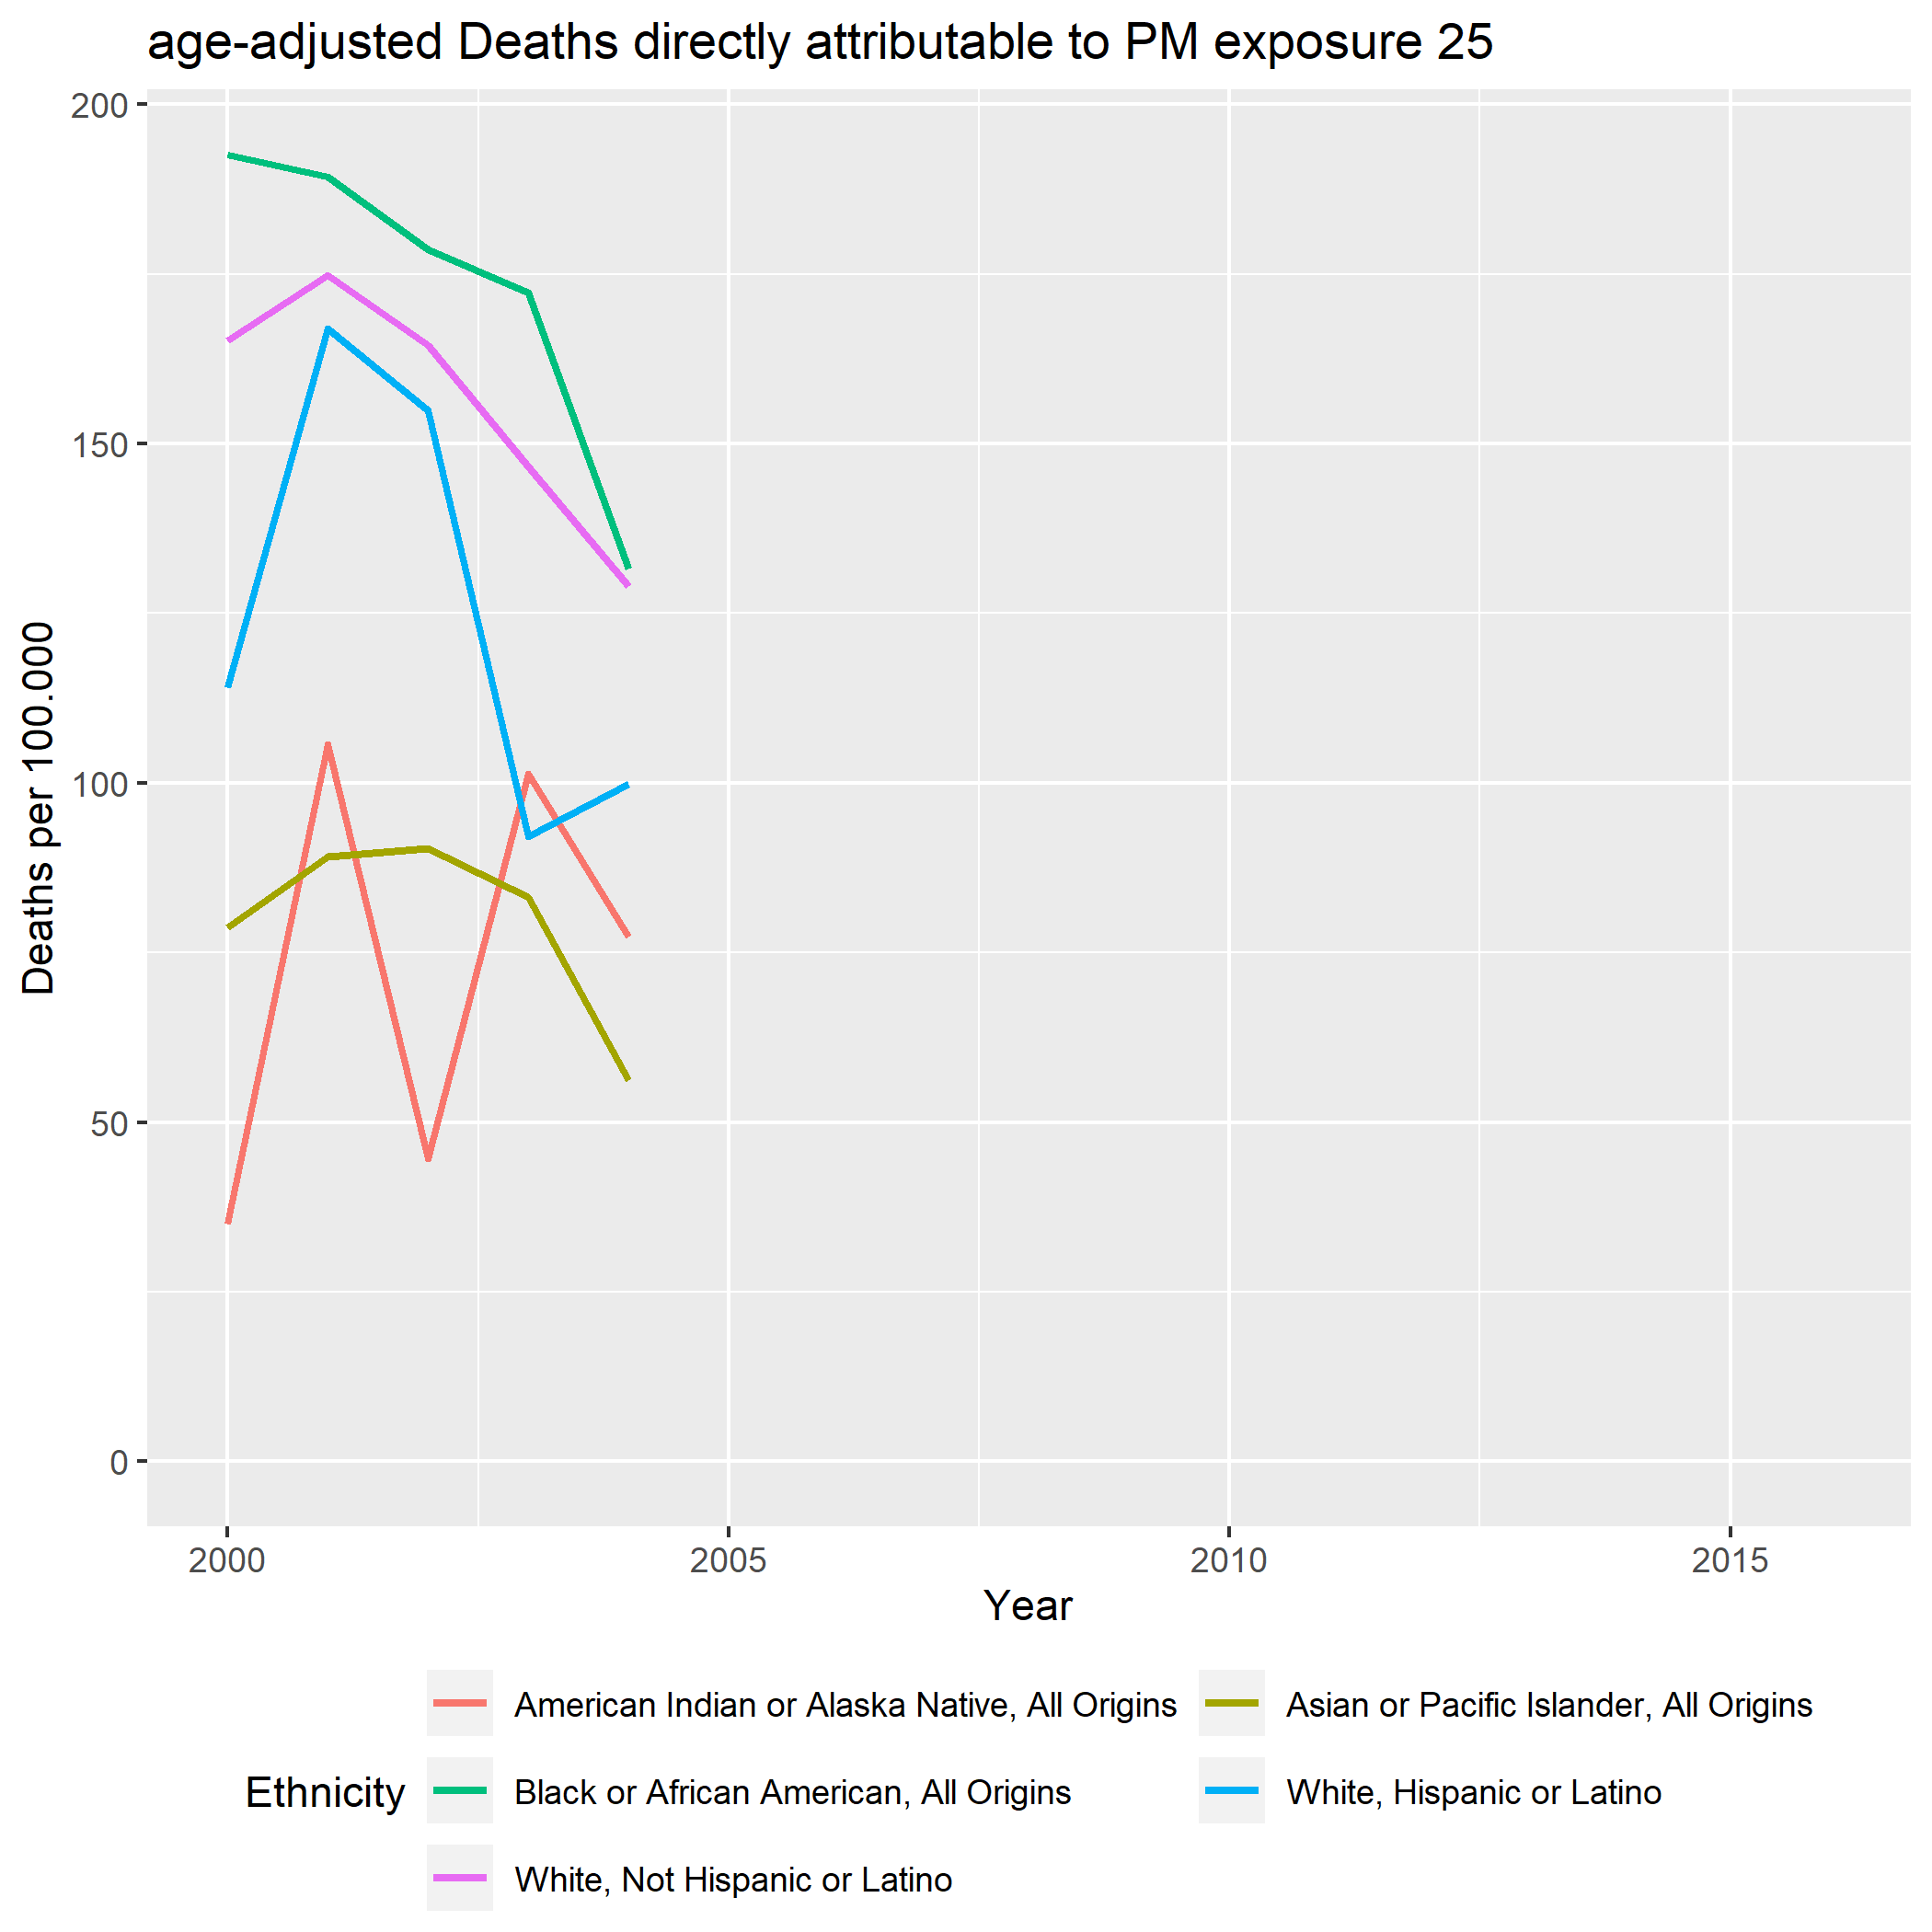 age-adjusted Deaths directly attributable to PM exposure 25
Deaths per 100.000
200
150
100
50
0
2000 2005 2010 2015
Year
Ethnicity
American Indian or Alaska Native, All Origins
Asian or Pacific Islander, All Origins
Black or African American, All Origins
White, Hispanic or Latino
White, Not Hispanic or Latino